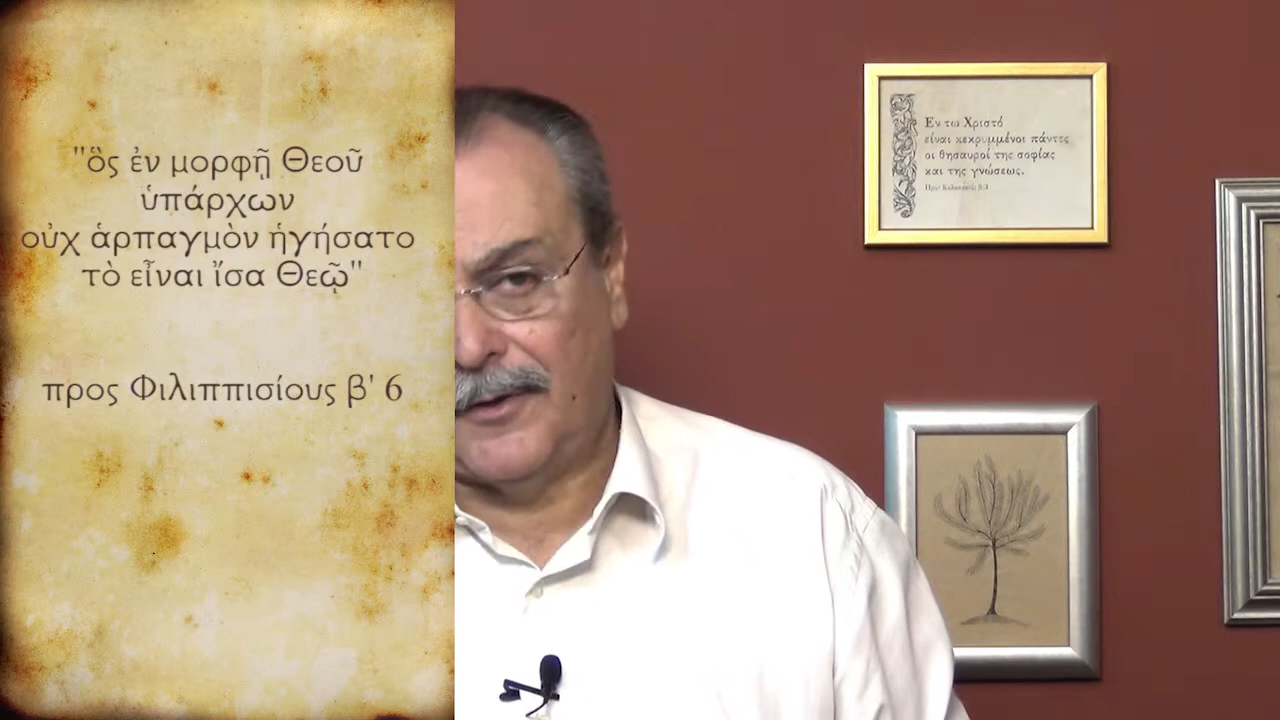 "ὃς ἐν μορφῇ Θεοῦ
ὑπάρχων
οὐχ ἁρπαγμὸν ἡγήσατο
τὸ εἶναι ἴσα Θεῷ"
προς Φιλιππισίους β' 6
Εν τω Χριστό
είναι κεκρυμμένοι πάντες
οι θησαυροί της σοφίας
και της γνώσεως.